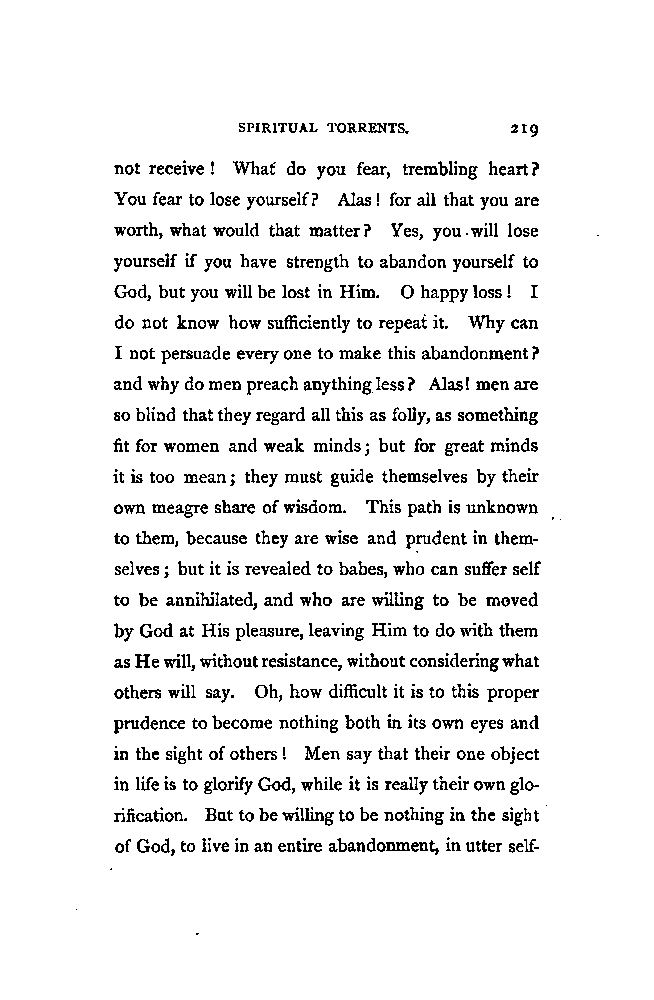 SPIRITUAL TORRENTS. 219
not receive! What do you fear, trembling heart?
You fear to lose yourself? Alas! for all that you are
worth, what would that matter? Yes, you will lose
yourself if you have strength to abandon yourself to
God, but you will be lost in Him. O happy loss! I
do not know how sufficiently to repeat it. Why can
I not persuade every one to make this abandonment?
and why do men preach anything less? Alas! men are
so blind that they regard all this as folly, as something
fit for women and weak minds; but for great minds
it is too mean; they must guide themselves by their
own meagre share of wisdom. This path is unknown
to them, because they are wise and prudent in them-
selves; but it is revealed to babes, who can suffer self
to be annihilated, and who are willing to be moved
by God at His pleasure, leaving Him to do with them
as He will, without resistance, without considering what
others will say. Oh, how difficult it is to this proper
prudence to become nothing both in its own eyes and
in the sight of others! Men say that their one object
in life is to glorify God, while it is really their own glo-
rification. But to be willing to be nothing in the sight
of God, to live in an entire abandonment, in utter self-